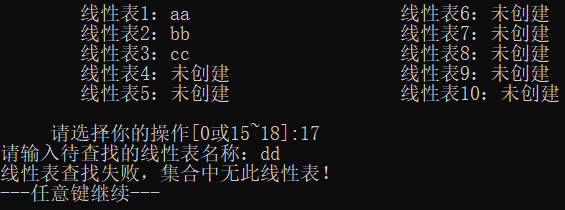 线性表1：aa 线性表6：未创建
线性表2：bb 线性表7：未创建
线性表3：cc 线性表8：未创建
线性表4：未创建 线性表9：未创建
线性表5：未创建 线性表10：未创建
请选择你的操作[0或15~18]:17
请输入待查找的线性表名称：dd
线性表查找失败，集合中无此线性表！
---任意键继续---